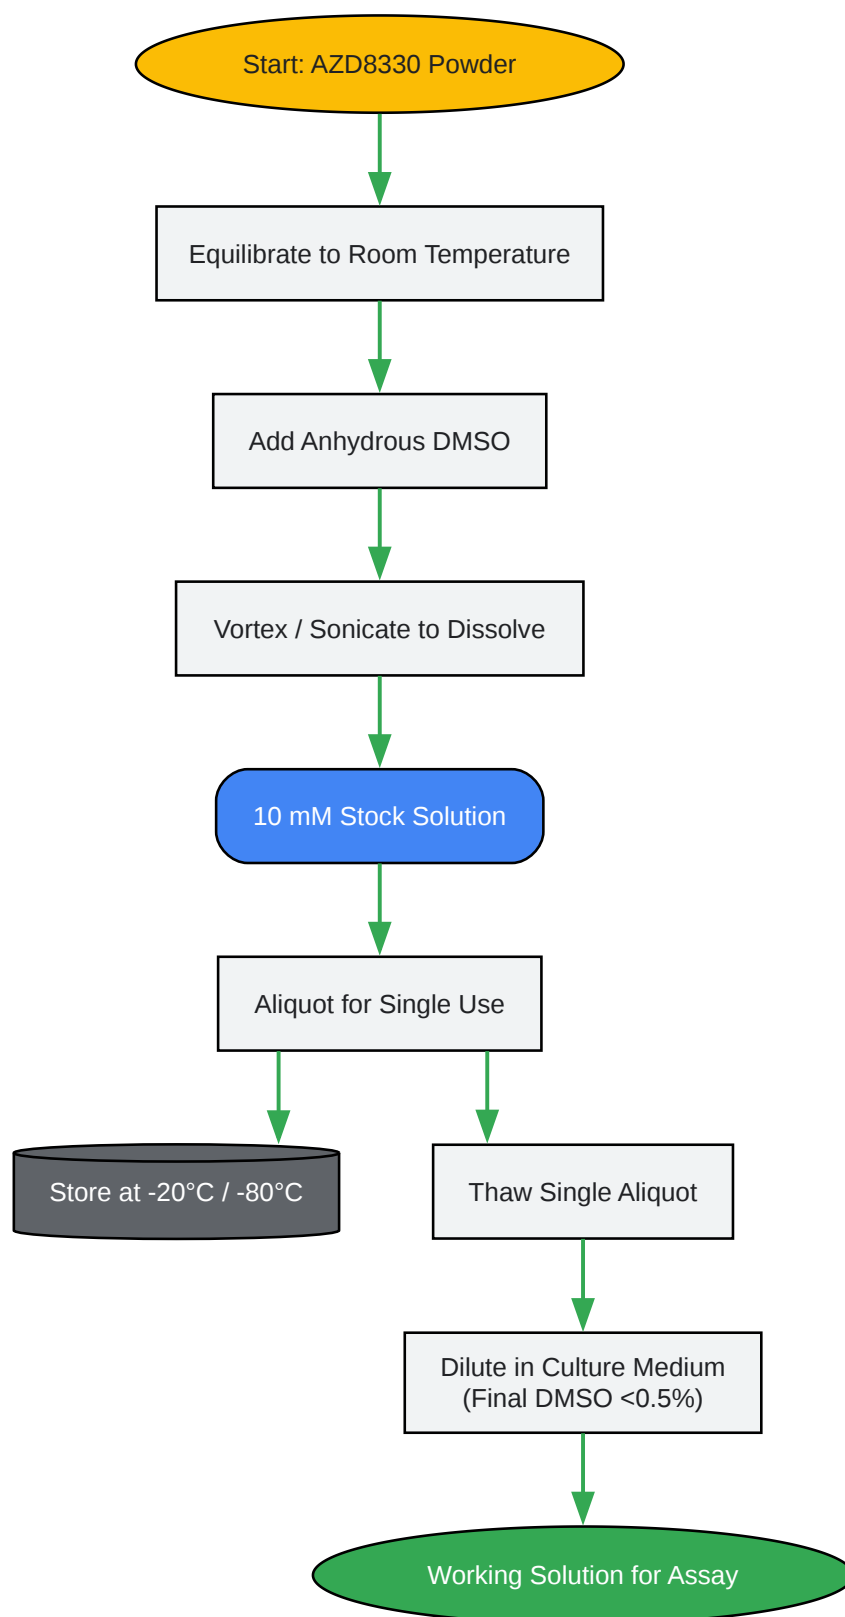 Start: AZD8330 Powder
Equilibrate to Room Temperature
Add Anhydrous DMSO
Vortex / Sonicate to Dissolve
10 mM Stock Solution
Aliquot for Single Use
Store at -20°C / -80°C
Thaw Single Aliquot
Dilute in Culture Medium
(Final DMSO <0.5%)
Working Solution for Assay